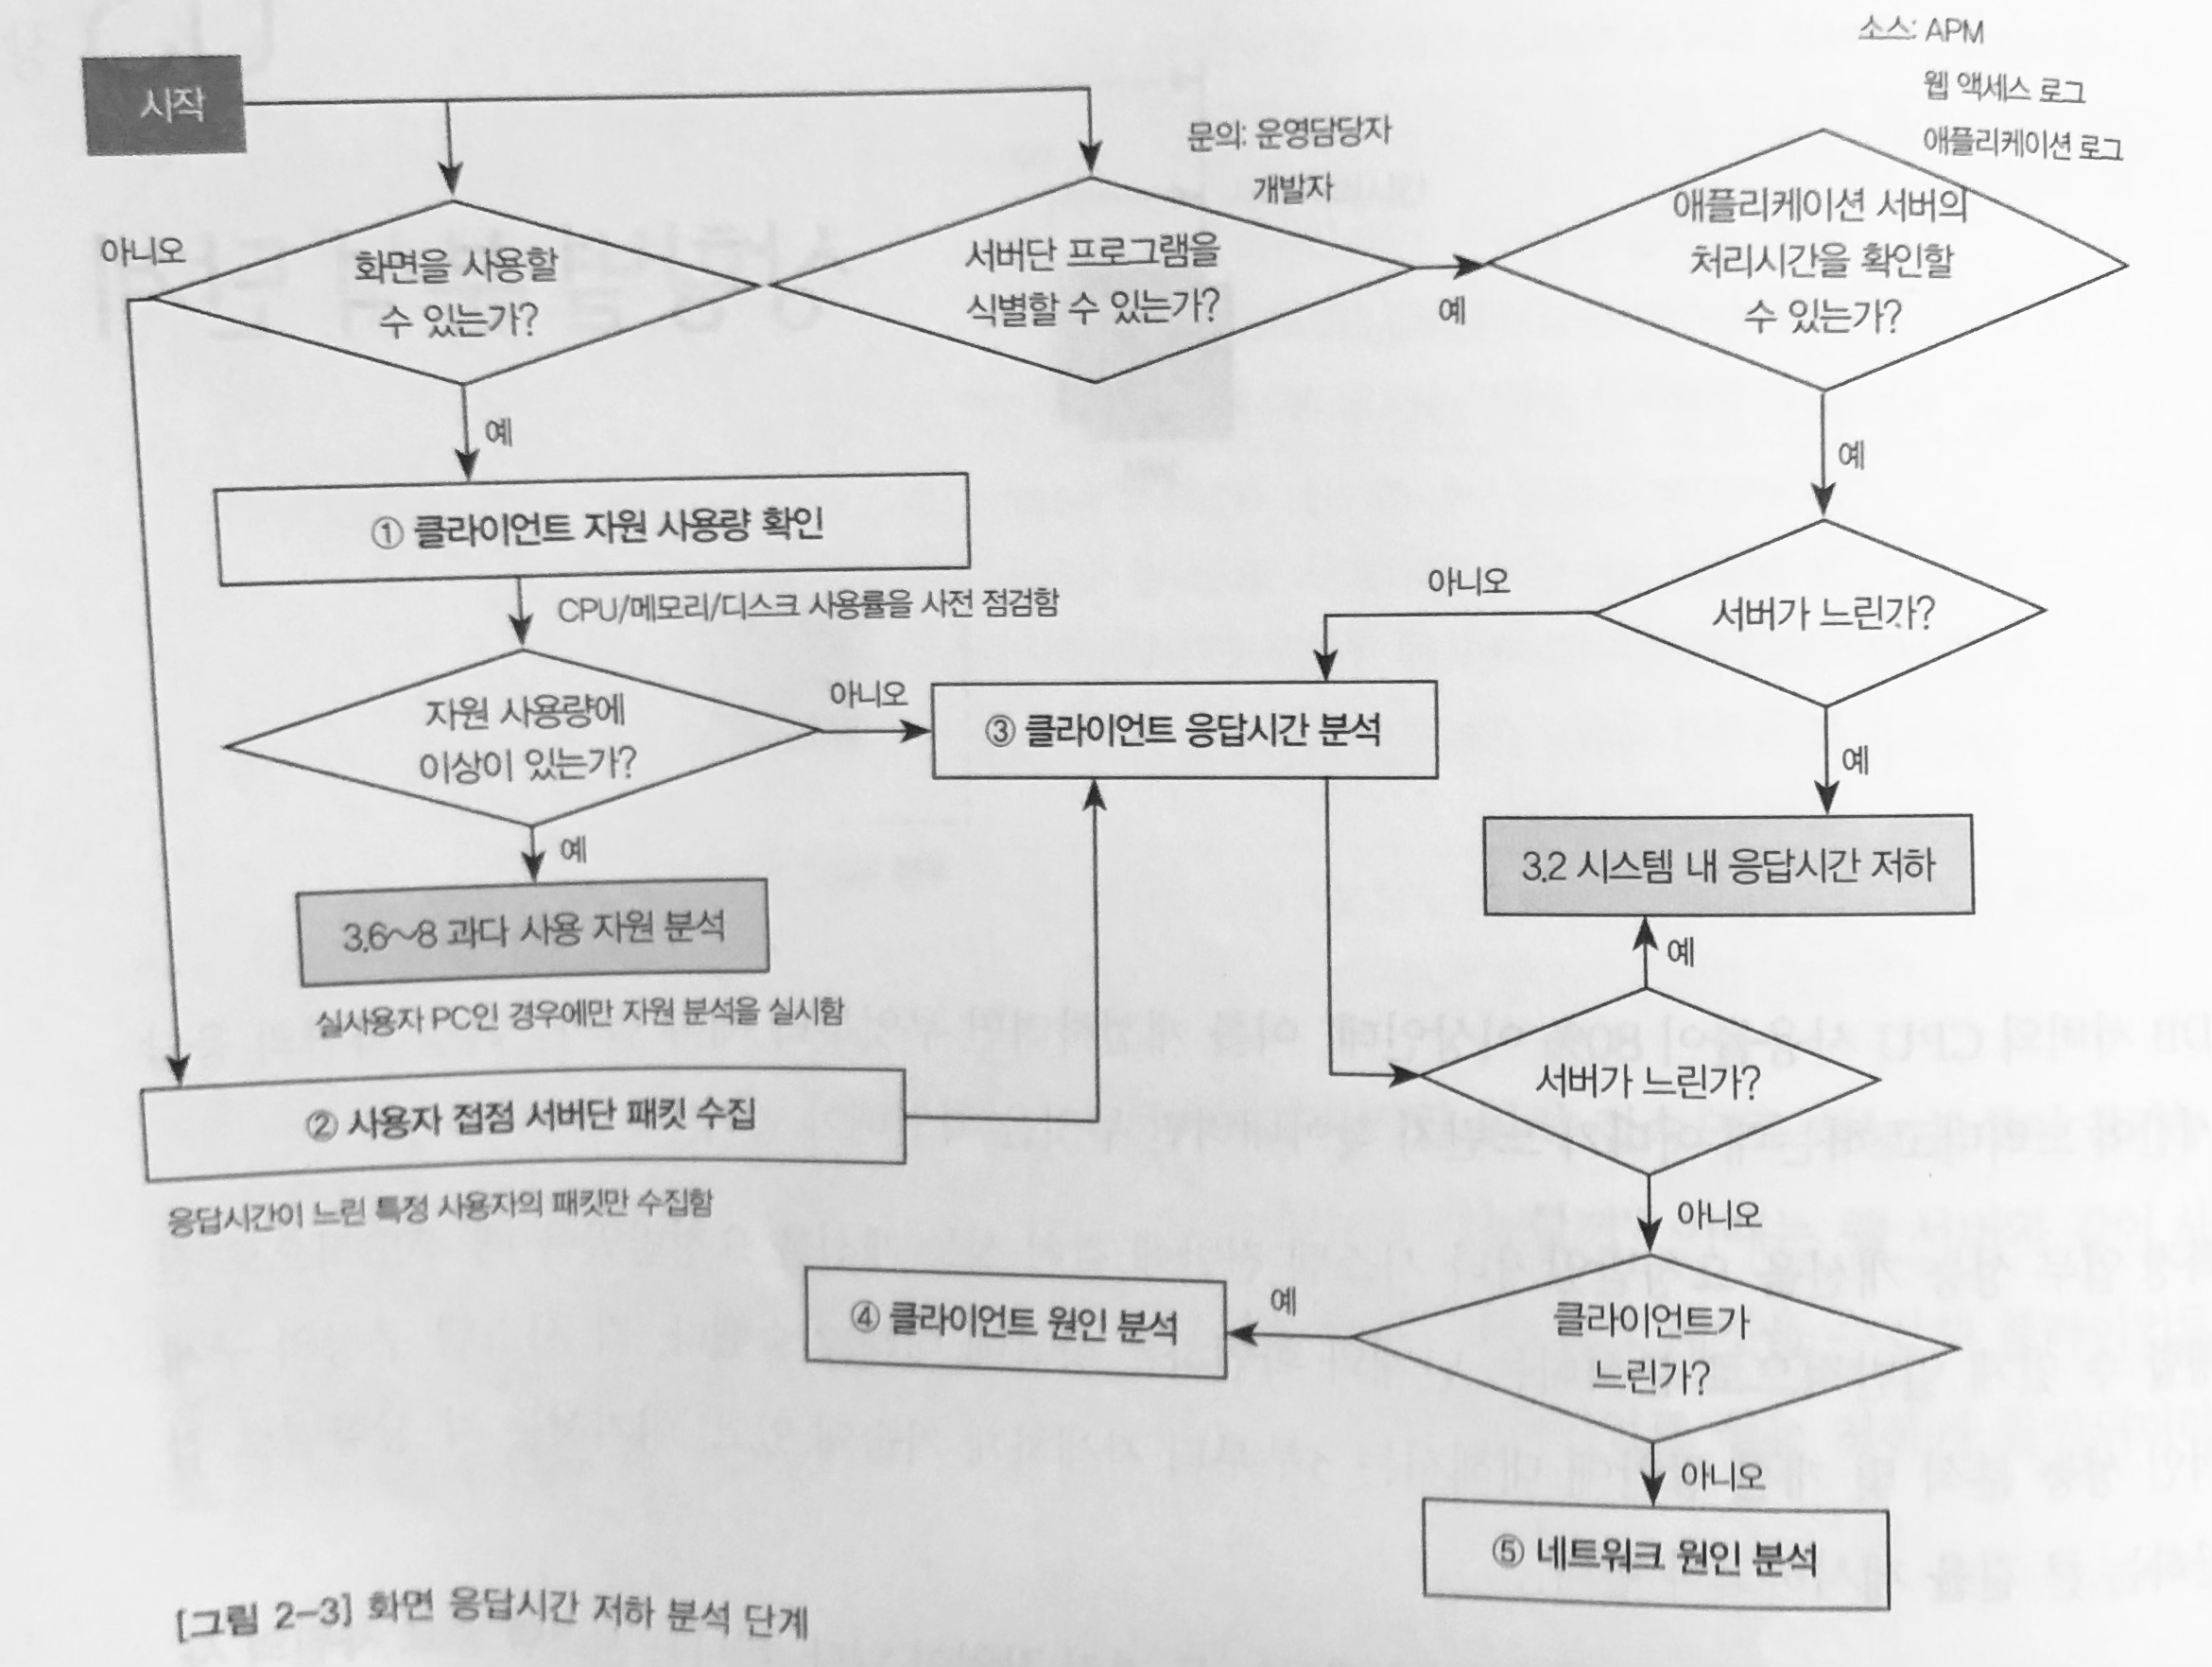 소스: APM
웹 액세스 로그
애플리케이션 로그
시작
문의: 운영담당자
개발자
아니오
화면을 사용할
수 있는가?
서버단 프로그램을
식별할 수 있는가?
예
애플리케이션 서버의
처리시간을 확인할
수 있는가?
예
예
① 클라이언트 자원 사용량 확인
CPU/메모리/디스크 사용률을 사전 점검함
아니오
서버가 느린가?
자원 사용량에
이상이 있는가?
아니오
③ 클라이언트 응답시간 분석
예
예
3.2 시스템 내 응답시간 저하
3.6~8 과다 사용 자원 분석
실사용자 PC인 경우에만 자원 분석을 실시함
예
서버가 느린가?
② 사용자 접점 서버단 패킷 수집
응답시간이 느린 특정 사용자의 패킷만 수집함
아니오
④ 클라이언트 원인 분석
예
클라이언트가
느린가?
아니오
⑤ 네트워크 원인 분석
[그림 2-3] 화면 응답시간 저하 분석 단계